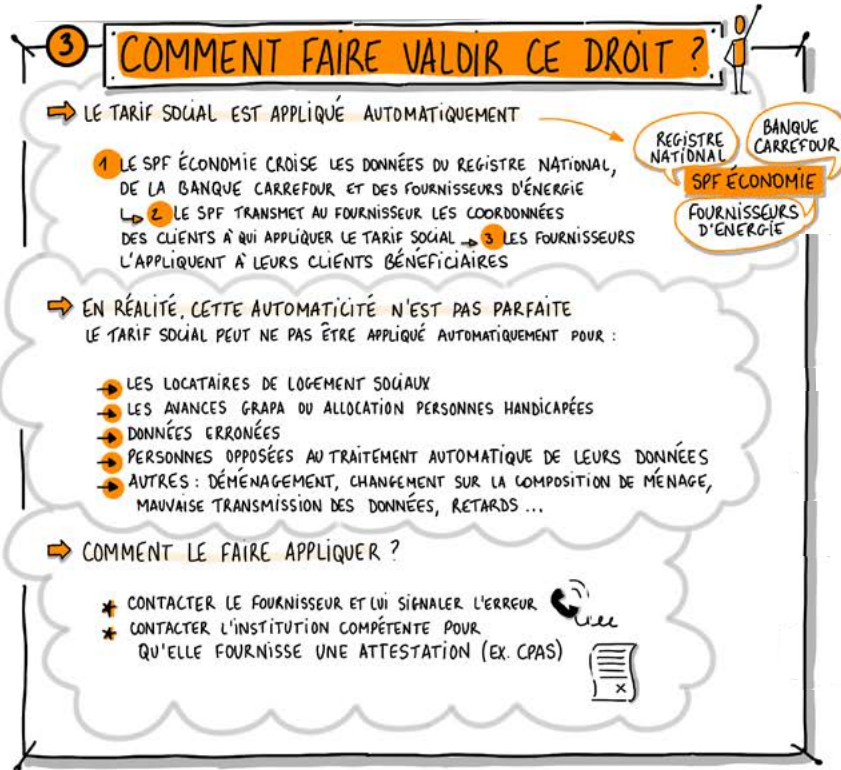 3
COMMENT FAIRE VALOIR CE DROIT ?
LE TARIF SOCIAL EST APPLIQUÉ AUTOMATIQUEMENT
REGISTRE
NATIONAL
BANQUE
CARREFOUR
SPF ÉCONOMIE
FOURNISSEURS
D'ENERGIE
1 LE SPF ÉCONOMIE CROISE LES DONNÉES DU REGISTRE NATIONAL,
DE LA BANQUE CARREFOUR ET DES FOURNISSEURS D'ÉNERGIE
2 LE SPF TRANSMET AU FOURNISSEUR LES COORDONNÉES
DES CLIENTS À QUI APPLIQUER LE TARIF SOCIAL 3 LES FOURNISSEURS
L'APPLIQUENT À LEURS CLIENTS BÉNEFICIAIRES
EN RÉALITÉ, CETTE AUTOMATICITÉ N'EST PAS PARFAITE
LE TARIF SOCIAL PEUT NE PAS ÊTRE APPLIQUÉ AUTOMATIQUEMENT POUR :
LES LOCATAIRES DE LOGEMENT SOCIAUX
LES AVANCES GRAPA OU ALLOCATION PERSONNES HANDICAPÉES
DONNÉES ERRONÉES
PERSONNES OPPOSÉES AU TRAITEMENT AUTOMATIQUE DE LEURS DONNÉES
AUTRES : DÉMÉNAGEMENT, CHANGEMENT SUR LA COMPOSITION DE MÉNAGE,
MAUVAISE TRANSMISSION DES DONNÉES, RETARDS ...
COMMENT LE FAIRE APPLIQUER ?
* CONTACTER LE FOURNISSEUR ET LUI SIGNALER L'ERREUR
* CONTACTER L'INSTITUTION COMPÉTENTE POUR
QU'ELLE FOURNISSE UNE ATTESTATION (EX. CPAS)